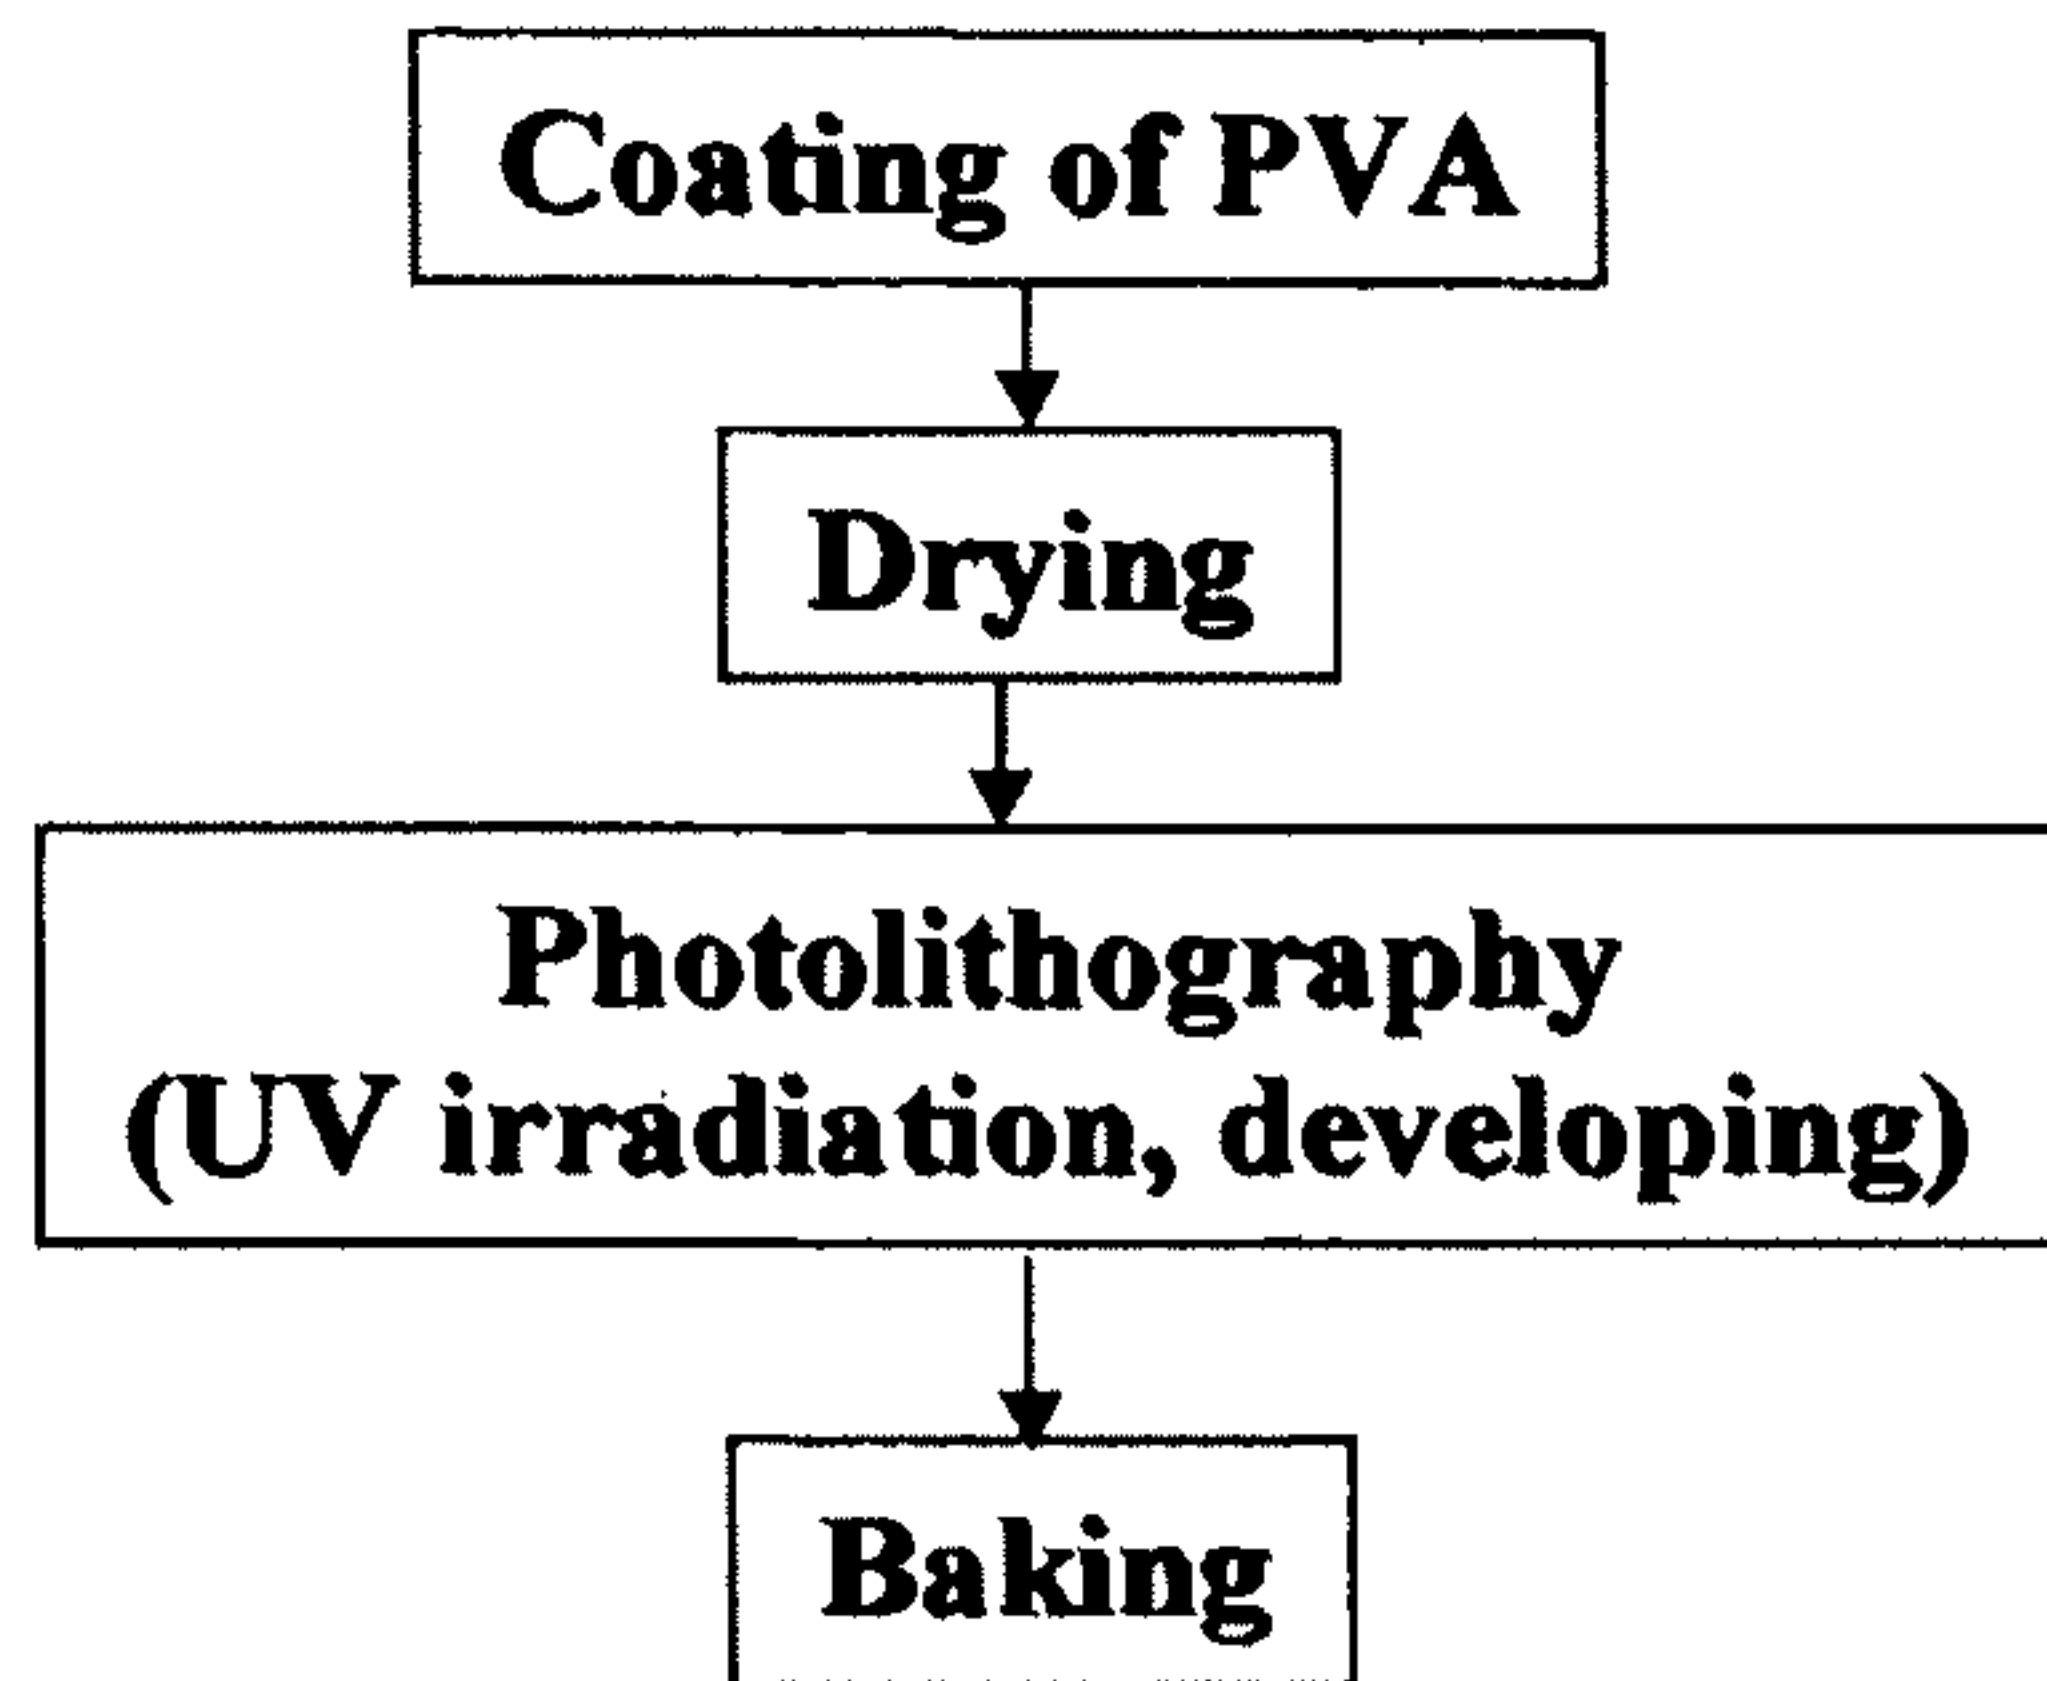 Coating of PVA
Drying
Photolithography
(UV irradiation, developing)
Baking